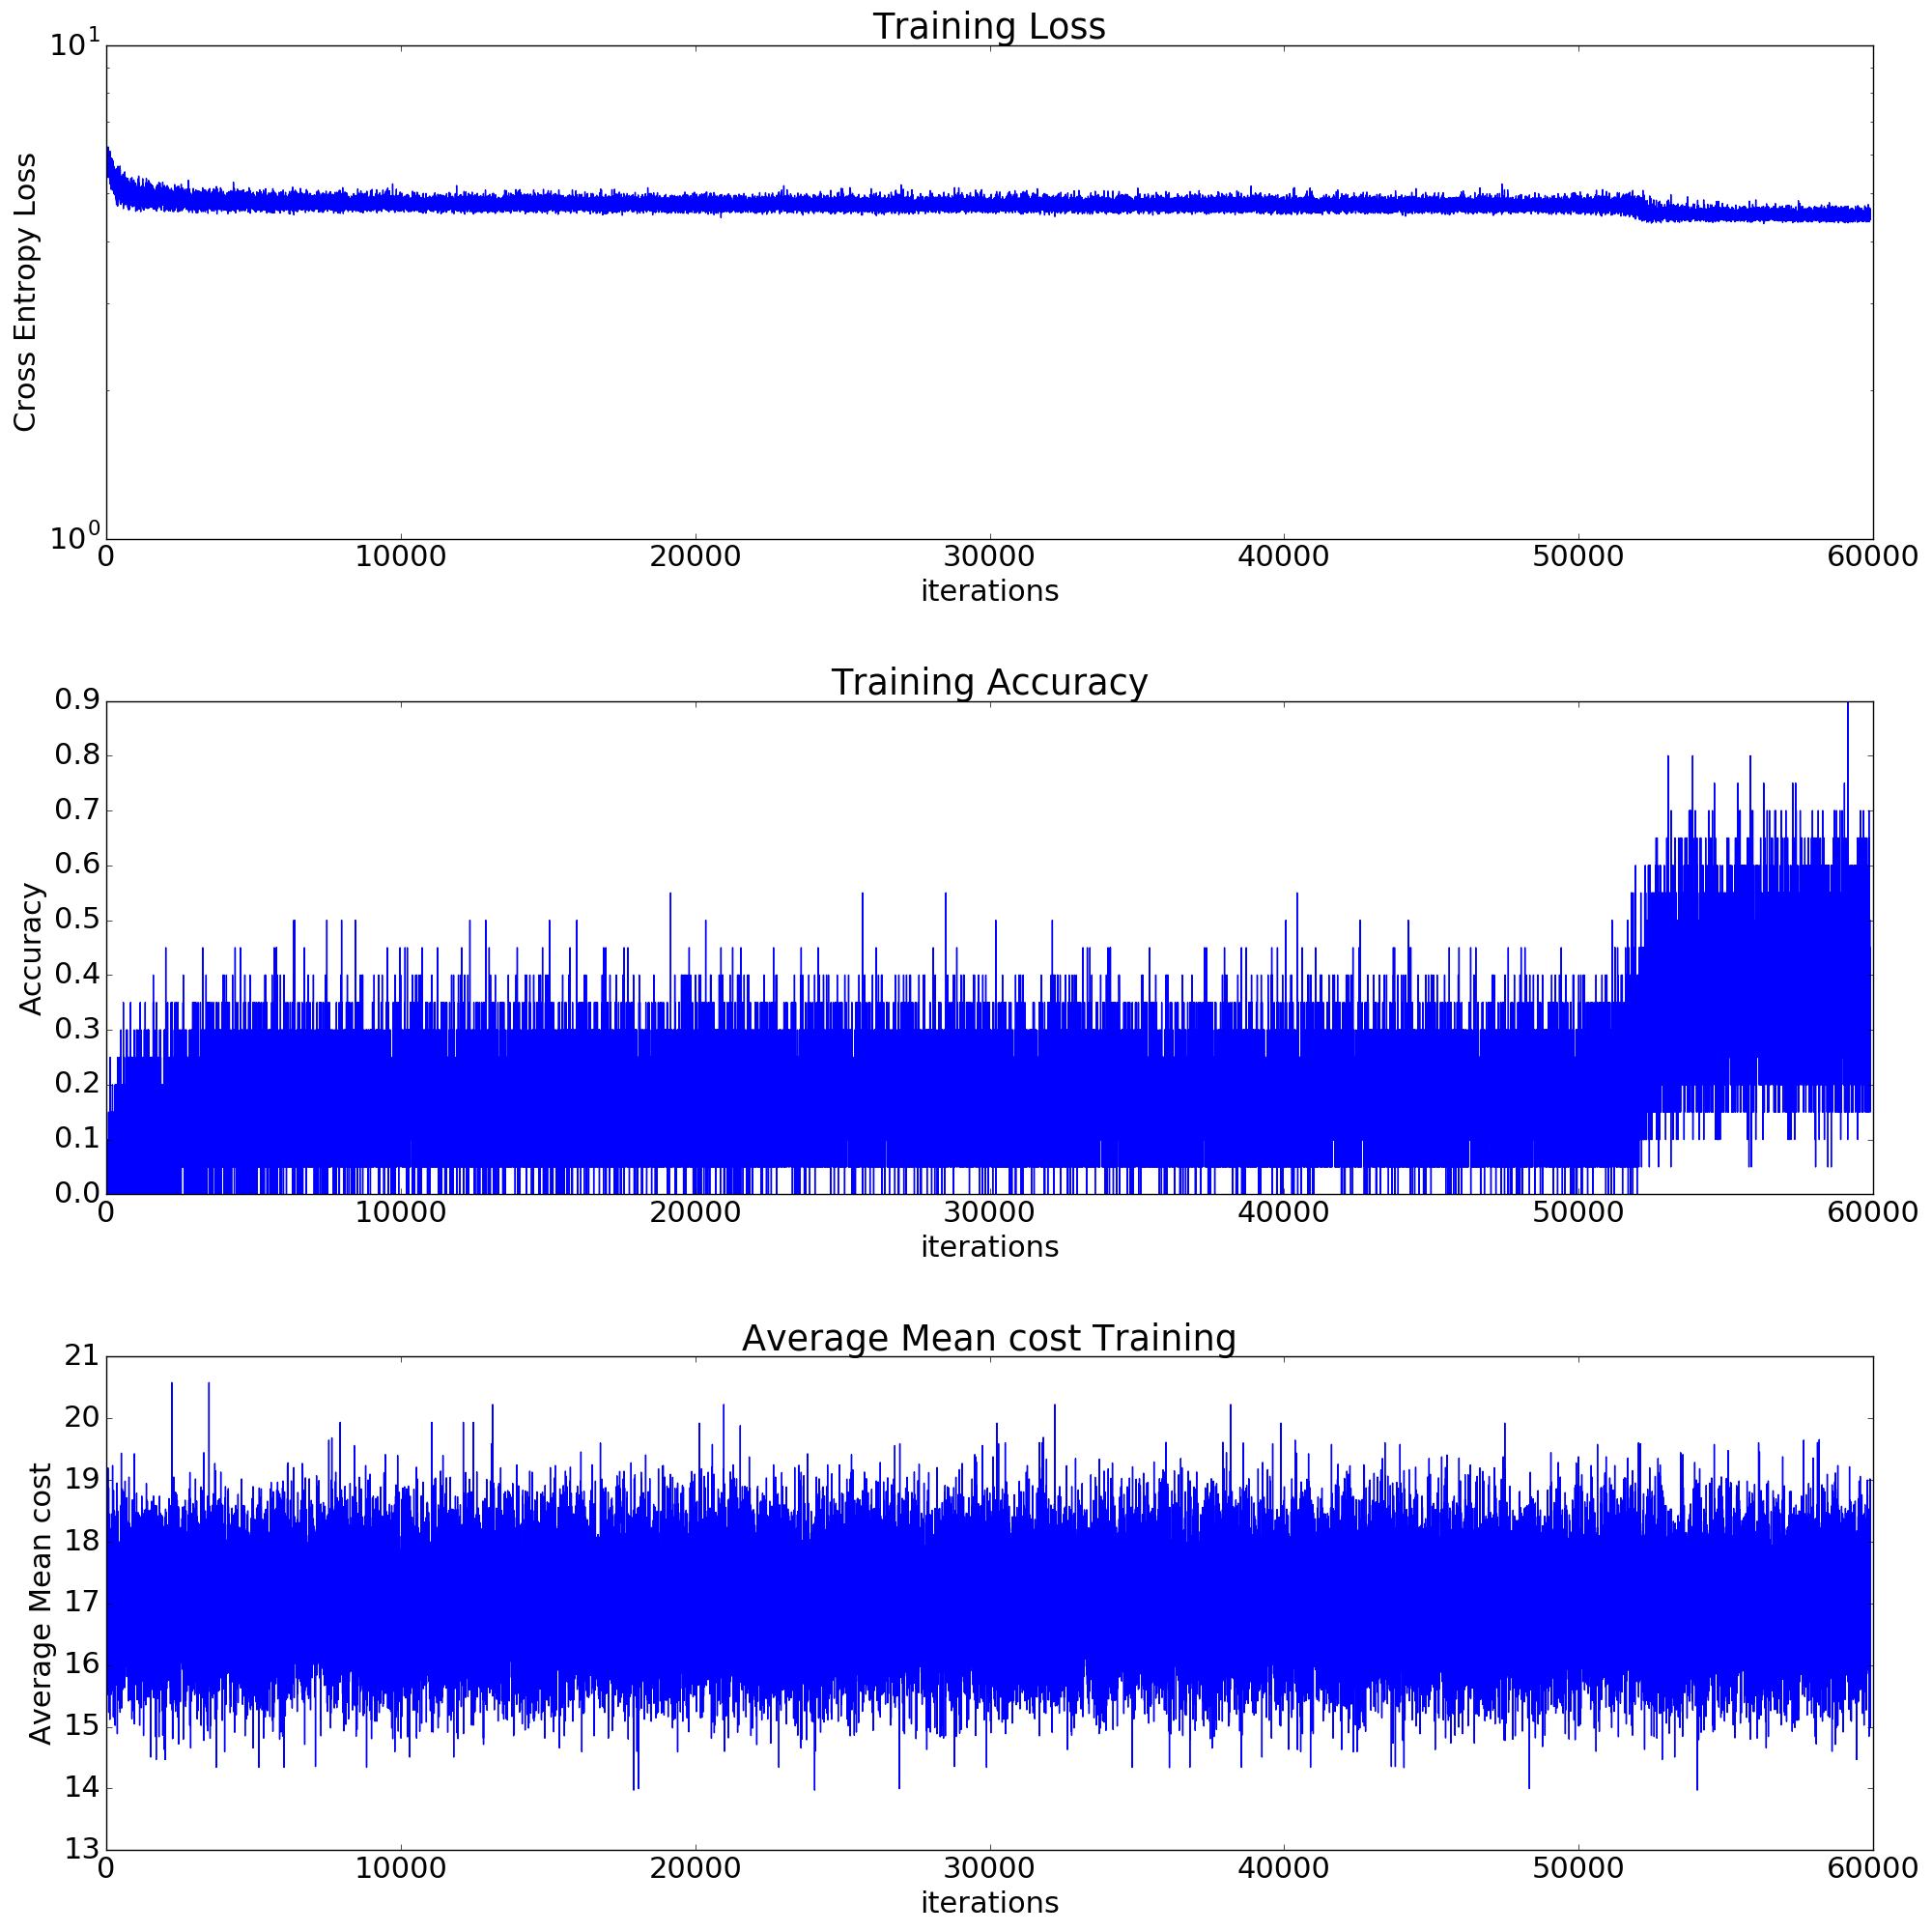 Training Loss
10^1
10^0
Cross Entropy Loss
0 10000 20000 30000 40000 50000 60000
iterations
Training Accuracy
0.9
0.8
0.7
0.6
0.5
0.4
0.3
0.2
0.1
0.0
Accuracy
0 10000 20000 30000 40000 50000 60000
iterations
Average Mean cost Training
21
20
19
18
17
16
15
14
13
Average Mean cost
0 10000 20000 30000 40000 50000 60000
iterations